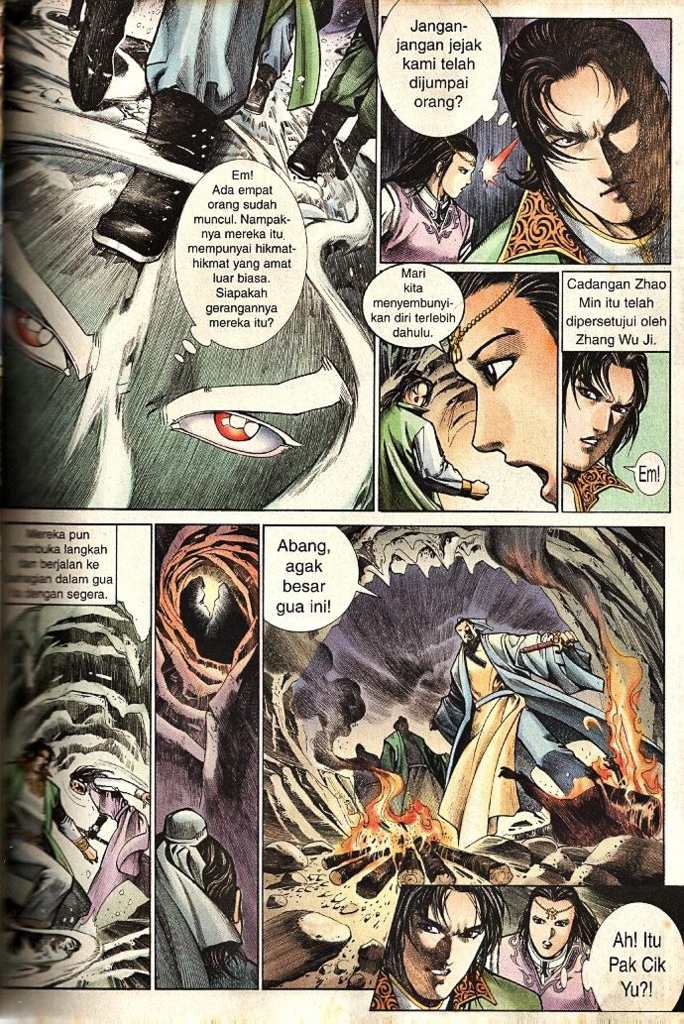 Em!
Ada empat
orang sudah
muncul. Nampak-
nya mereka itu
mempunyai hikmat-
hikmat yang amat
luar biasa.
Siapakah
gerangannya
mereka itu?
Jangan-
jangan jejak
kami telah
dijumpai
orang?
Mari
kita
menyembunyi-
kan diri terlebih
dahulu.
Cadangan Zhao
Min itu telah
dipersetujui oleh
Zhang Wu Ji.
Em!
Mereka pun
membuka langkah
dan berjalan ke
bahagian dalam gua
itu dengan segera.
Abang,
agak
besar
gua ini!
Ah! Itu
Pak Cik
Yu?!